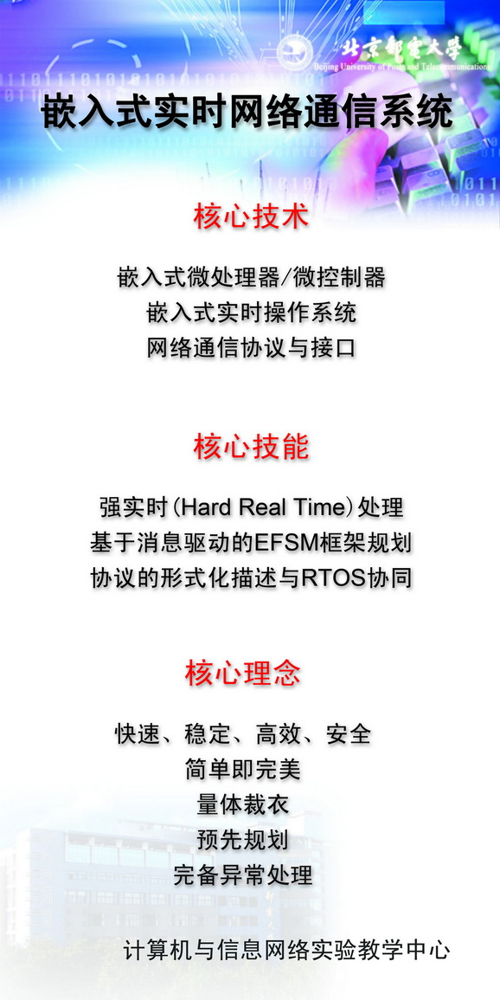 北京郵電大學
Beijing University of Posts and Telecommunications
嵌入式实时网络通信系统
核心技术
嵌入式微处理器/微控制器
嵌入式实时操作系统
网络通信协议与接口
核心技能
强实时(Hard Real Time)处理
基于消息驱动的EFSM框架规划
协议的形式化描述与RTOS协同
核心理念
快速、稳定、高效、安全
简单即完美
量体裁衣
预先规划
完备异常处理
计算机与信息网络实验教学中心